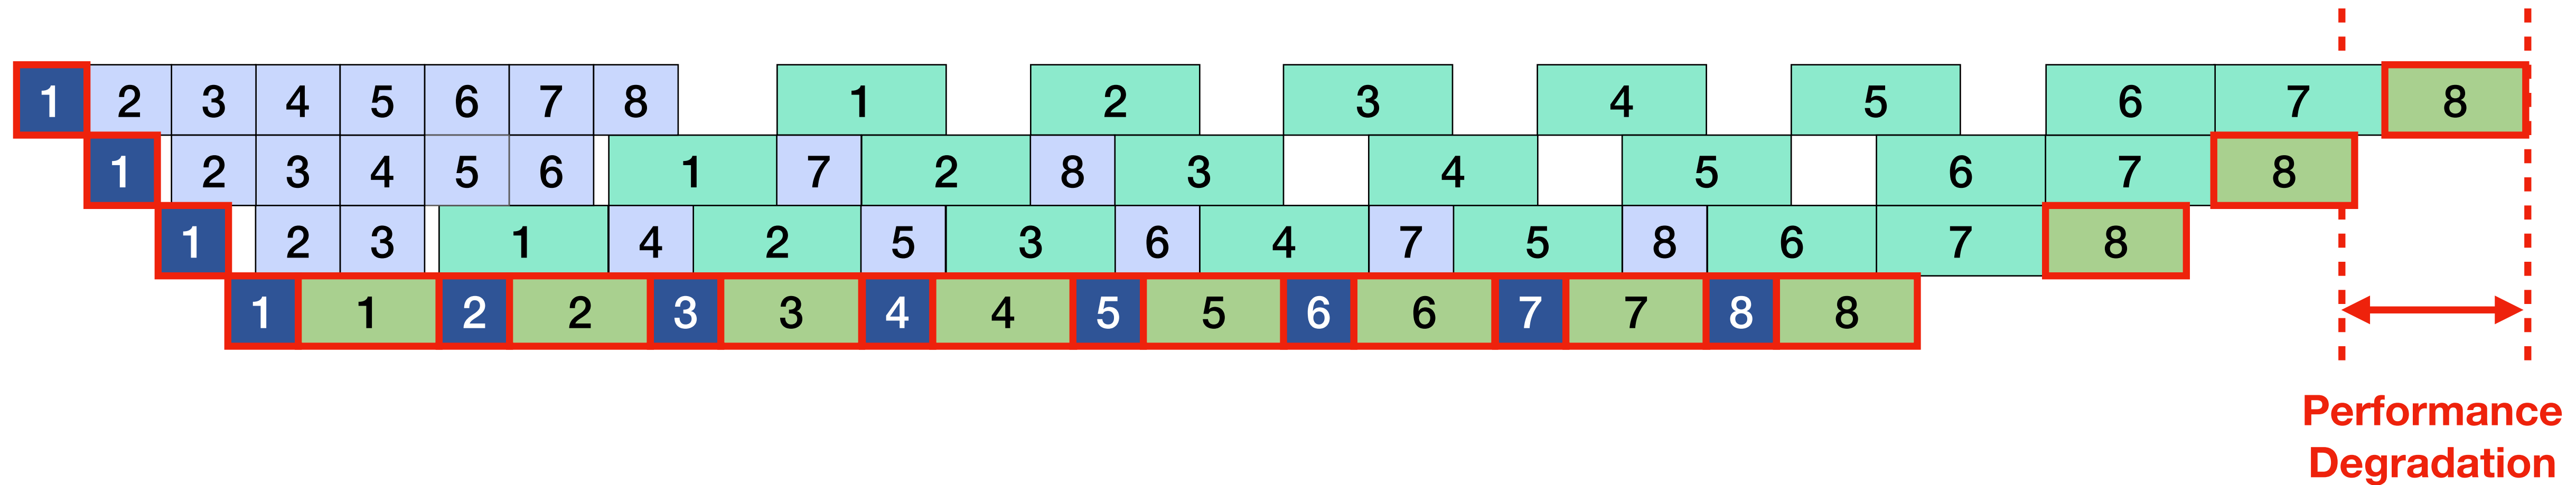 1 2 3 4 5 6 7 8 1 2 3 4 5 6 7 8
1 2 3 4 5 6 1 7 2 8 3 4 5 6 7 8
1 2 3 1 4 2 5 3 6 4 7 5 8 6 7 8
1 1 2 2 3 3 4 4 5 5 6 6 7 7 8 8
Performance
Degradation